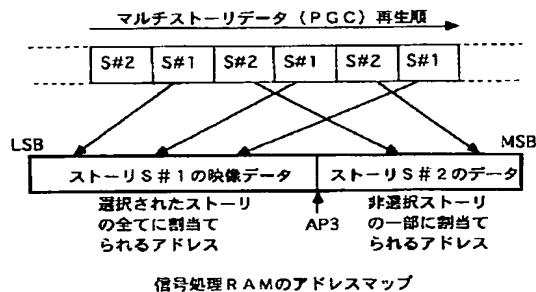 マルチストーリデータ（ＰＧＣ）再生順
S#2 S#1 S#2 S#1 S#2 S#1
LSB MSB
ストーリＳ＃１の映像データ ストーリＳ＃２のデータ
選択されたストーリ
の全てに割当て
られるアドレス
AP3
非選択ストーリ
の一部に割当て
られるアドレス
信号処理ＲＡＭのアドレスマップ